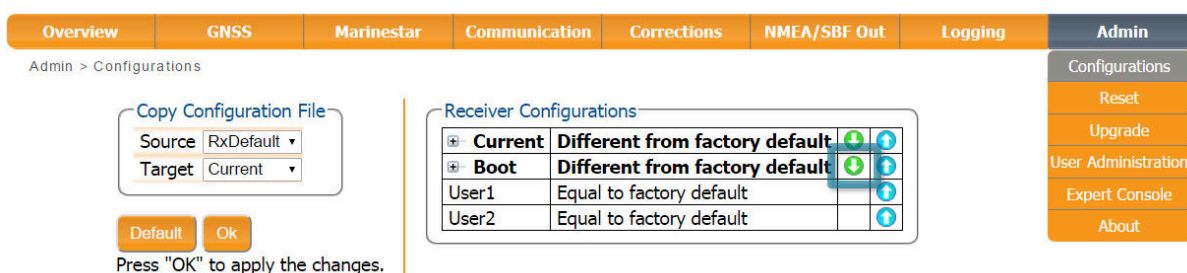 Overview GNSS Marinestar Communication Corrections NMEA/SBF Out Logging Admin
Admin > Configurations
Configurations
Reset
Upgrade
User Administration
Expert Console
About
Copy Configuration File
Source RxDefault
Target Current
Default Ok
Press "OK" to apply the changes.
Receiver Configurations
Current Different from factory default
Boot Different from factory default
User1 Equal to factory default
User2 Equal to factory default